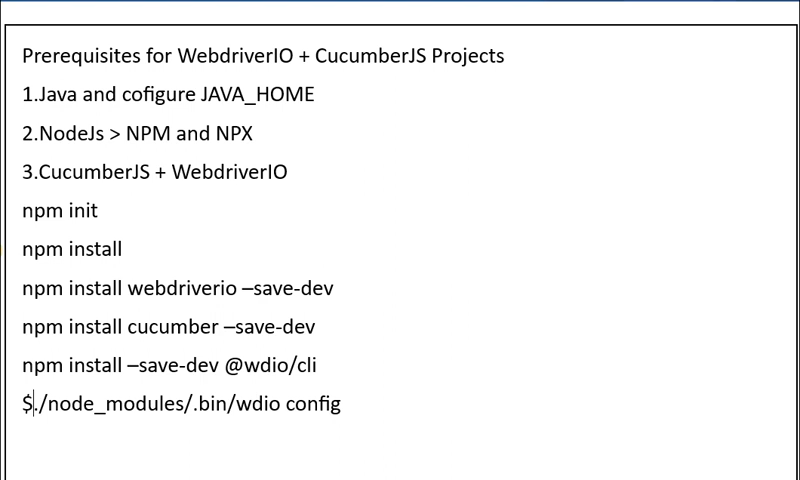 Prerequisites for WebdriverIO + CucumberJS Projects
1.Java and cofigure JAVA_HOME
2.NodeJs > NPM and NPX
3.CucumberJS + WebdriverIO
npm init
npm install
npm install webdriverio –save-dev
npm install cucumber –save-dev
npm install –save-dev @wdio/cli
$./node_modules/.bin/wdio config